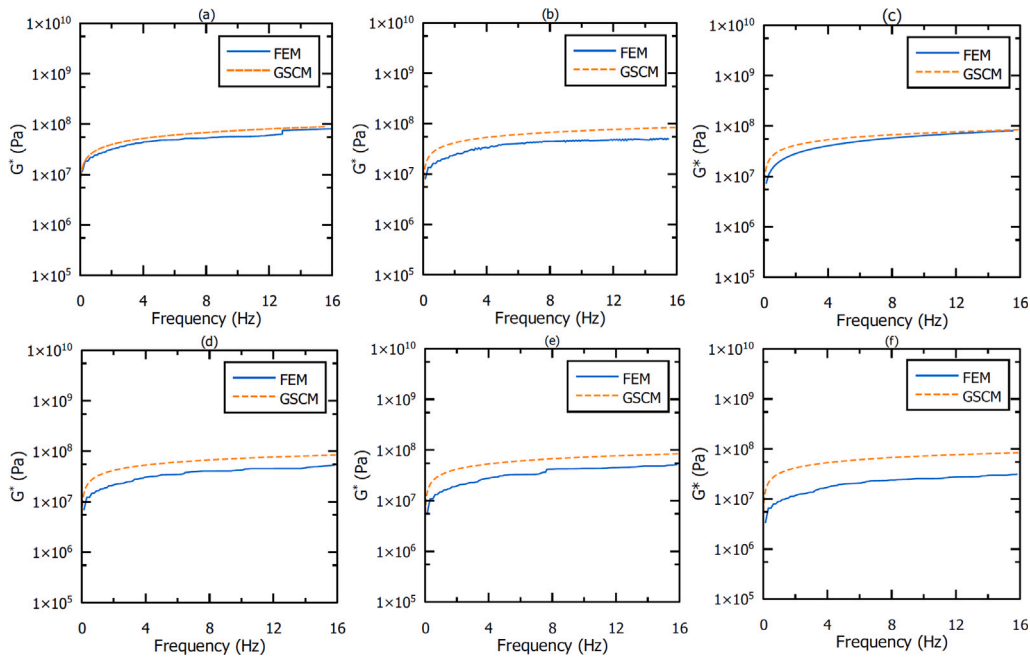 (a)
1×10^10
1×10^9
1×10^8
1×10^7
1×10^6
1×10^5
G* (Pa)
FEM
GSCM
0 4 8 12 16
Frequency (Hz)
(b)
1×10^10
1×10^9
1×10^8
1×10^7
1×10^6
1×10^5
G* (Pa)
FEM
GSCM
0 4 8 12 16
Frequency (Hz)
(c)
1×10^10
1×10^9
1×10^8
1×10^7
1×10^6
1×10^5
G* (Pa)
FEM
GSCM
0 4 8 12 16
Frequency (Hz)
(d)
1×10^10
1×10^9
1×10^8
1×10^7
1×10^6
1×10^5
G* (Pa)
FEM
GSCM
0 4 8 12 16
Frequency (Hz)
(e)
1×10^10
1×10^9
1×10^8
1×10^7
1×10^6
1×10^5
G* (Pa)
FEM
GSCM
0 4 8 12 16
Frequency (Hz)
(f)
1×10^10
1×10^9
1×10^8
1×10^7
1×10^6
1×10^5
G* (Pa)
FEM
GSCM
0 4 8 12 16
Frequency (Hz)